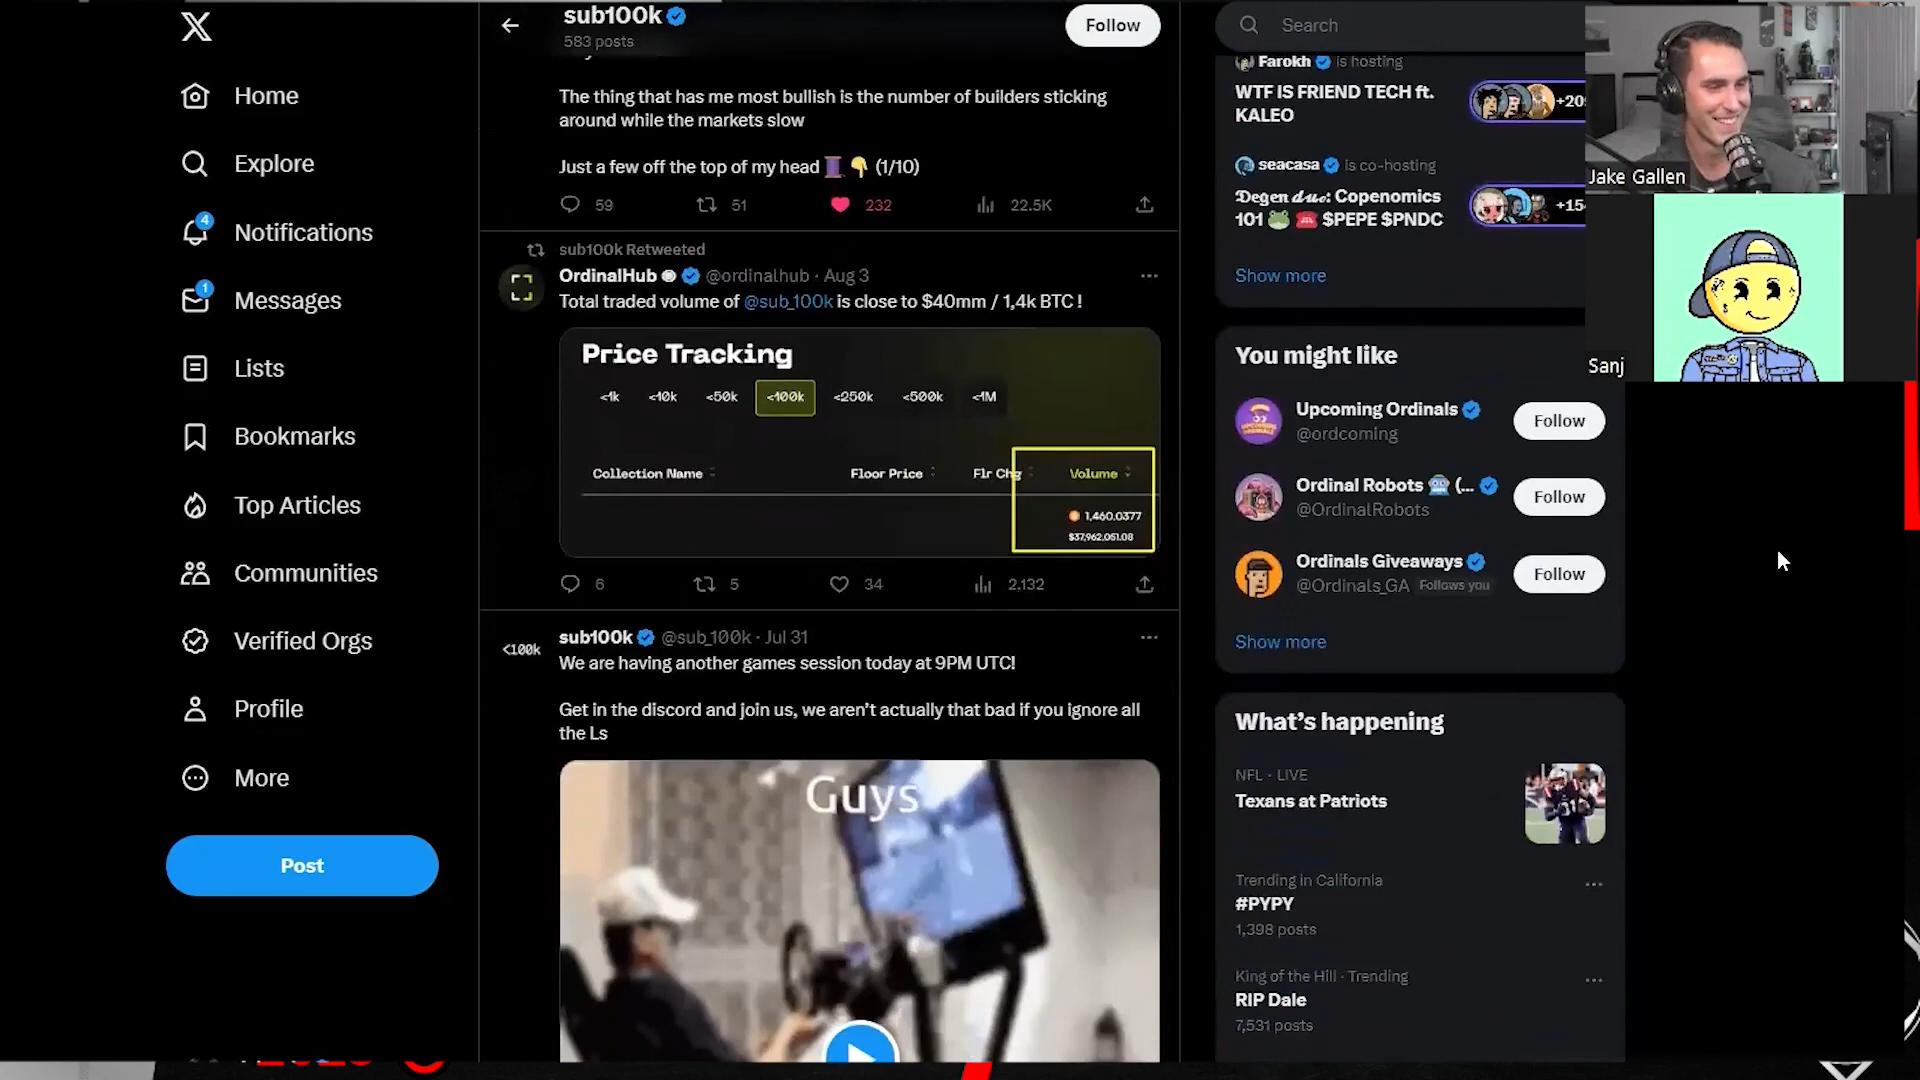 Home
Explore
4
Notifications
1
Messages
Lists
Bookmarks
Top Articles
Communities
Verified Orgs
Profile
More
Post
sub100k
583 posts
Follow
The thing that has me most bullish is the number of builders sticking
around while the markets slow
Just a few off the top of my head 🧵 👇 (1/10)
59 51 232 22.5K
sub100k Retweeted
OrdinalHub @ordinalhub · Aug 3
Total traded volume of @sub_100k is close to $40mm / 1,4k BTC !
Price Tracking
<1k <10k <50k <100k <250k <500k <1M
Collection Name Floor Price Flr Chg Volume
1,460.0377
$37,962,051.08
6 5 34 2,132
<100k
sub100k @sub_100k · Jul 31
We are having another games session today at 9PM UTC!
Get in the discord and join us, we aren't actually that bad if you ignore all
the Ls
Guys
Search
Farokh is hosting
WTF IS FRIEND TECH ft.
KALEO
+20
seacasa is co-hosting
Degen duo: Copenomics
101 🐸 ☎️ $PEPE $PNDC
+15
Show more
You might like
Upcoming Ordinals
@ordcoming
Follow
Ordinal Robots 🤖 (...
@OrdinalRobots
Follow
Ordinals Giveaways
@Ordinals_GA Follows you
Follow
Show more
What's happening
NFL · LIVE
Texans at Patriots
Trending in California
#PYPY
1,398 posts
King of the Hill · Trending
RIP Dale
7,531 posts
Jake Gallen
Sanj